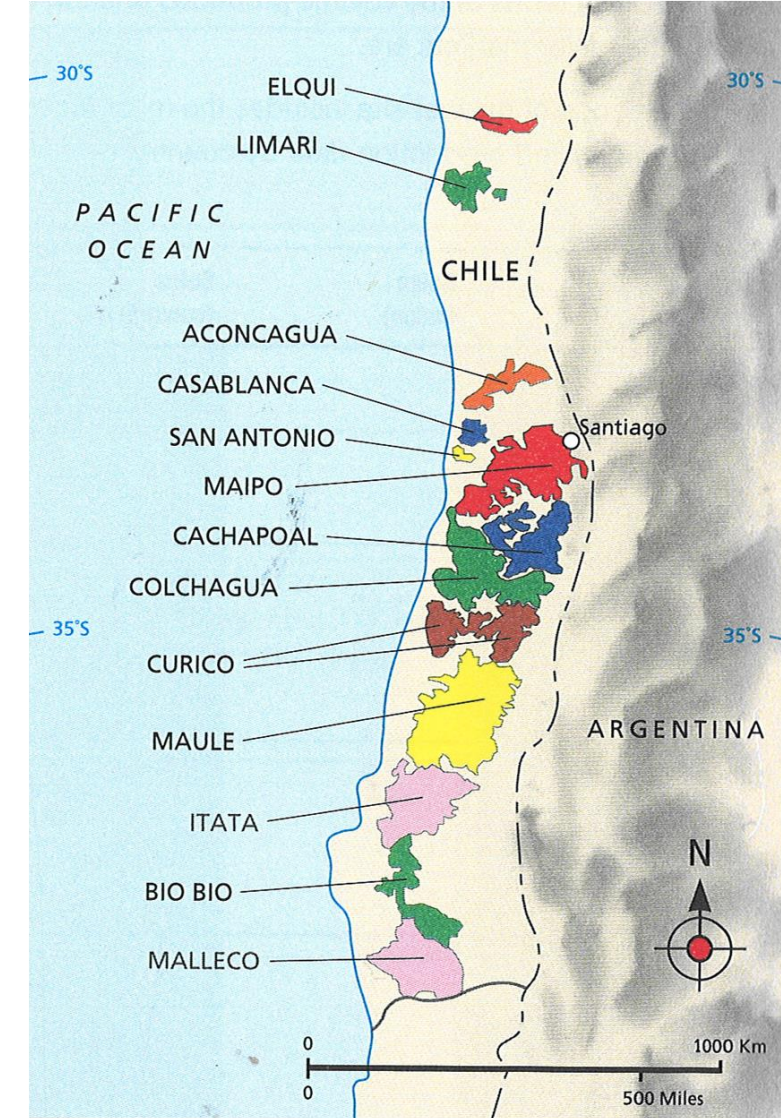 30°S
30°S
ELQUI
LIMARI
PACIFIC
OCEAN
CHILE
ACONCAGUA
CASABLANCA
SAN ANTONIO
Santiago
MAIPO
CACHAPOAL
COLCHAGUA
35°S
35°S
CURICO
MAULE
ARGENTINA
ITATA
N
BIO BIO
MALLECO
0
1000 Km
0
500 Miles